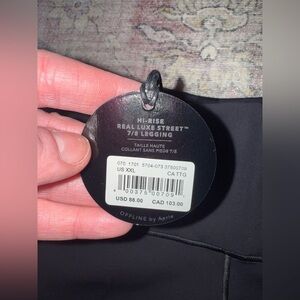 HI-RISE
REAL LUXE STREET™
7/8 LEGGING
TAILLE HAUTE
COLLANT SANS PIEDS 7/8
US XXL
CA TTG
USD 86.00
CAD 103.00
OFFLINE by Aerie